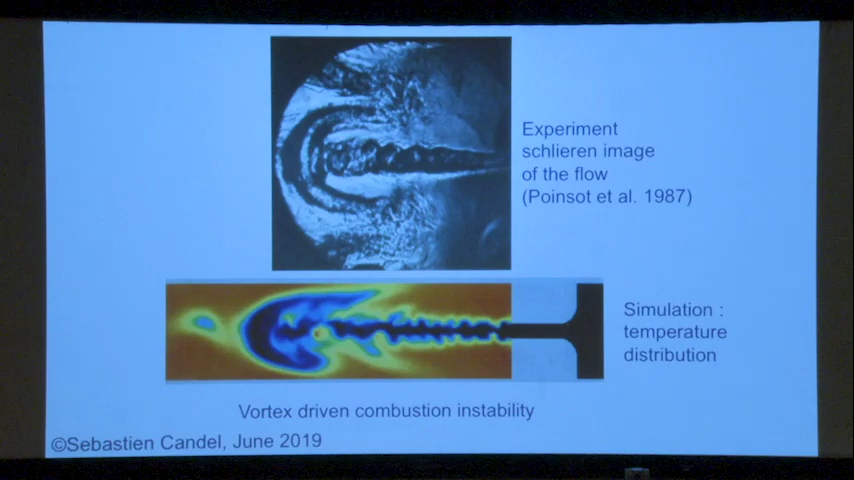 Experiment
schlieren image
of the flow
(Poinsot et al. 1987)
Simulation :
temperature
distribution
Vortex driven combustion instability
©Sebastien Candel, June 2019